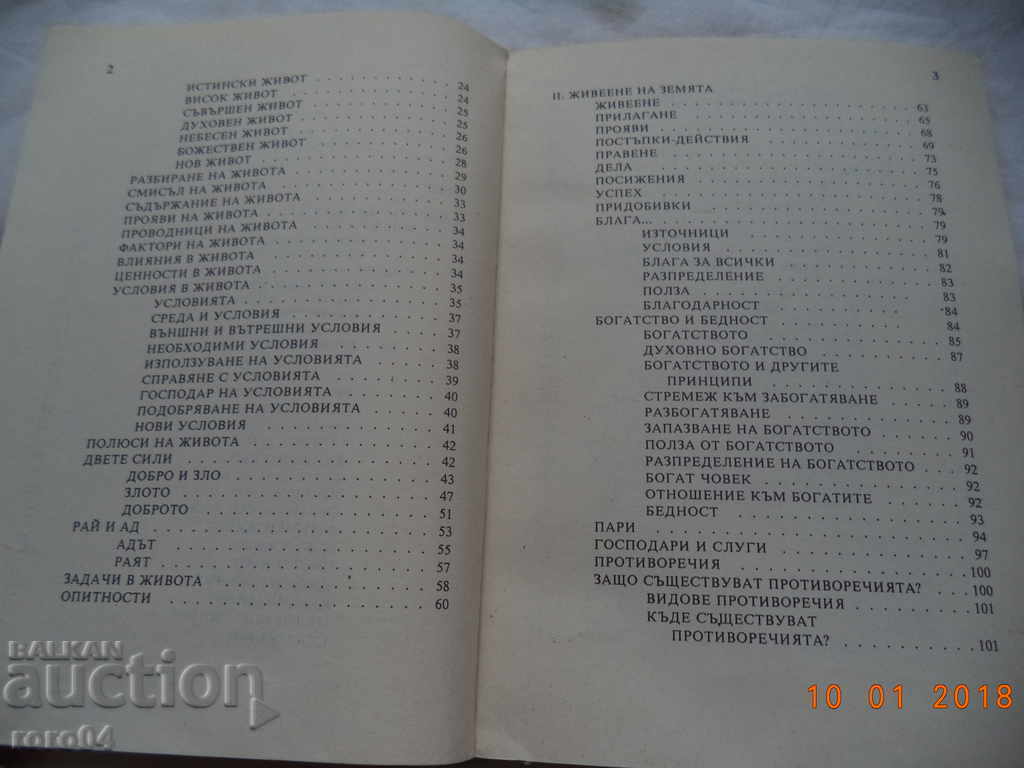 2
ИСТИНСКИ ЖИВОТ . . . 24
ВИСОК ЖИВОТ . . . 24
СЪВЪРШЕН ЖИВОТ . . . 25
ДУХОВЕН ЖИВОТ . . . 25
НЕБЕСЕН ЖИВОТ . . . 26
БОЖЕСТВЕН ЖИВОТ . . . 26
НОВ ЖИВОТ . . . 28
РАЗБИРАНЕ НА ЖИВОТА . . . 29
СМИСЪЛ НА ЖИВОТА . . . 30
СЪДЪРЖАНИЕ НА ЖИВОТА . . . 33
ПРОЯВИ НА ЖИВОТА . . . 33
ПРОВОДНИЦИ НА ЖИВОТА . . . 34
ФАКТОРИ НА ЖИВОТА . . . 34
ВЛИЯНИЯ В ЖИВОТА . . . 34
ЦЕННОСТИ В ЖИВОТА . . . 34
УСЛОВИЯ В ЖИВОТА . . . 35
УСЛОВИЯТА . . . 35
СРЕДА И УСЛОВИЯ . . . 37
ВЪНШНИ И ВЪТРЕШНИ УСЛОВИЯ . . . 37
НЕОБХОДИМИ УСЛОВИЯ . . . 38
ИЗПОЛЗУВАНЕ НА УСЛОВИЯТА . . . 38
СПРАВЯНЕ С УСЛОВИЯТА . . . 39
ГОСПОДАР НА УСЛОВИЯТА . . . 40
ПОДОБРЯВАНЕ НА УСЛОВИЯТА . . . 40
НОВИ УСЛОВИЯ . . . 41
ПОЛЮСИ НА ЖИВОТА . . . 42
ДВЕТЕ СИЛИ . . . 42
ДОБРО И ЗЛО . . . 43
ЗЛОТО . . . 47
ДОБРОТО . . . 51
РАЙ И АД . . . 53
АДЪТ . . . 55
РАЯТ . . . 57
ЗАДАЧИ В ЖИВОТА . . . 58
ОПИТНОСТИ . . . 60
3
II. ЖИВЕЕНЕ НА ЗЕМЯТА
ЖИВЕЕНЕ . . . 63
ПРИЛАГАНЕ . . . 65
ПРОЯВИ . . . 68
ПОСТЪПКИ-ДЕЙСТВИЯ . . . 69
ПРАВЕНЕ . . . 73
ДЕЛА . . . 75
ПОСИЖЕНИЯ . . . 76
УСПЕХ . . . 78
ПРИДОБИВКИ . . . 79
БЛАГА... . . . 79
ИЗТОЧНИЦИ . . . 79
УСЛОВИЯ . . . 81
БЛАГА ЗА ВСИЧКИ . . . 82
РАЗПРЕДЕЛЕНИЕ . . . 83
ПОЛЗА . . . 83
БЛАГОДАРНОСТ . . . 84
БОГАТСТВО И БЕДНОСТ . . . 84
БОГАТСТВОТО . . . 85
ДУХОВНО БОГАТСТВО . . . 87
БОГАТСТВОТО И ДРУГИТЕ
ПРИНЦИПИ . . . 88
СТРЕМЕЖ КЪМ ЗАБОГАТЯВАНЕ . . . 89
РАЗБОГАТЯВАНЕ . . . 89
ЗАПАЗВАНЕ НА БОГАТСТВОТО . . . 90
ПОЛЗА ОТ БОГАТСТВОТО . . . 91
РАЗПРЕДЕЛЕНИЕ НА БОГАТСТВОТО . . . 92
БОГАТ ЧОВЕК . . . 92
ОТНОШЕНИЕ КЪМ БОГАТИТЕ . . . 92
БЕДНОСТ . . . 93
ПАРИ . . . 94
ГОСПОДАРИ И СЛУГИ . . . 97
ПРОТИВОРЕЧИЯ . . . 100
ЗАЩО СЪЩЕСТВУВАТ ПРОТИВОРЕЧИЯТА? . . . 100
ВИДОВЕ ПРОТИВОРЕЧИЯ . . . 101
КЪДЕ СЪЩЕСТВУВАТ
ПРОТИВОРЕЧИЯТА? . . . 101
BALKAN
auction
roro04
10 01 2018